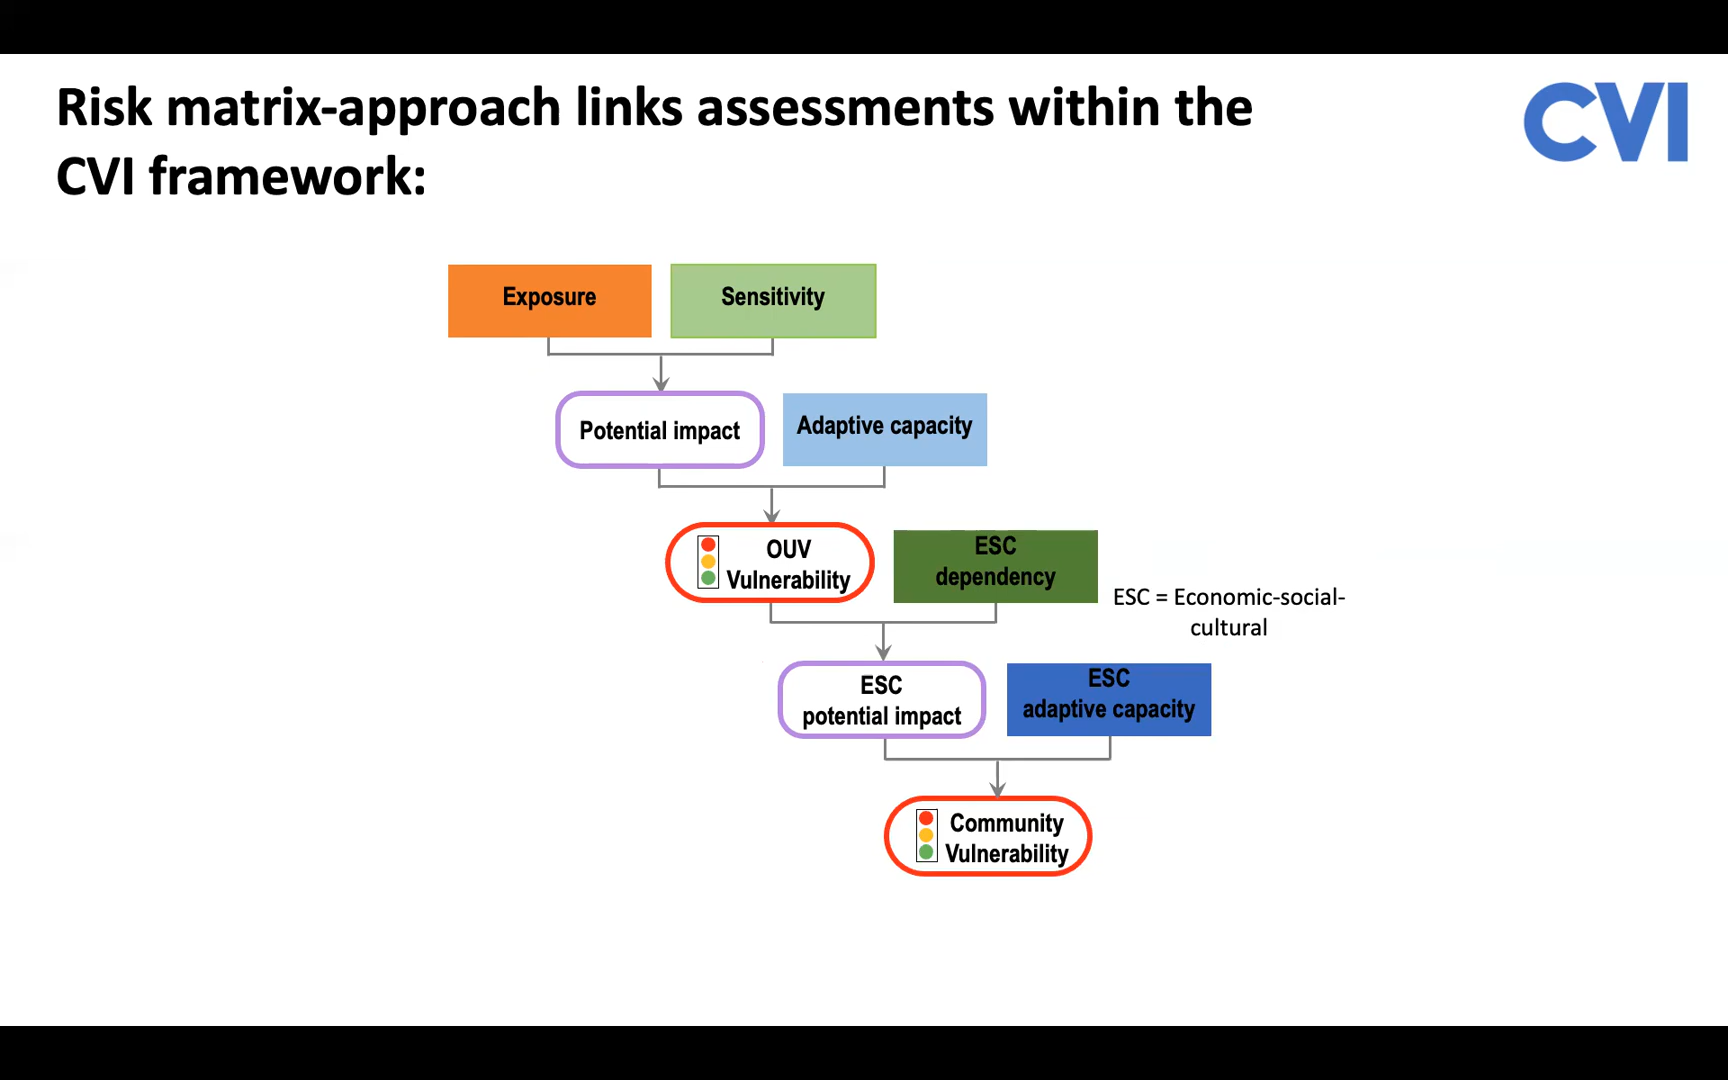 Risk matrix-approach links assessments within the
CVI framework:
CVI
Exposure
Sensitivity
Potential impact
Adaptive capacity
OUV
Vulnerability
ESC
dependency
ESC = Economic-social-
cultural
ESC
potential impact
ESC
adaptive capacity
Community
Vulnerability